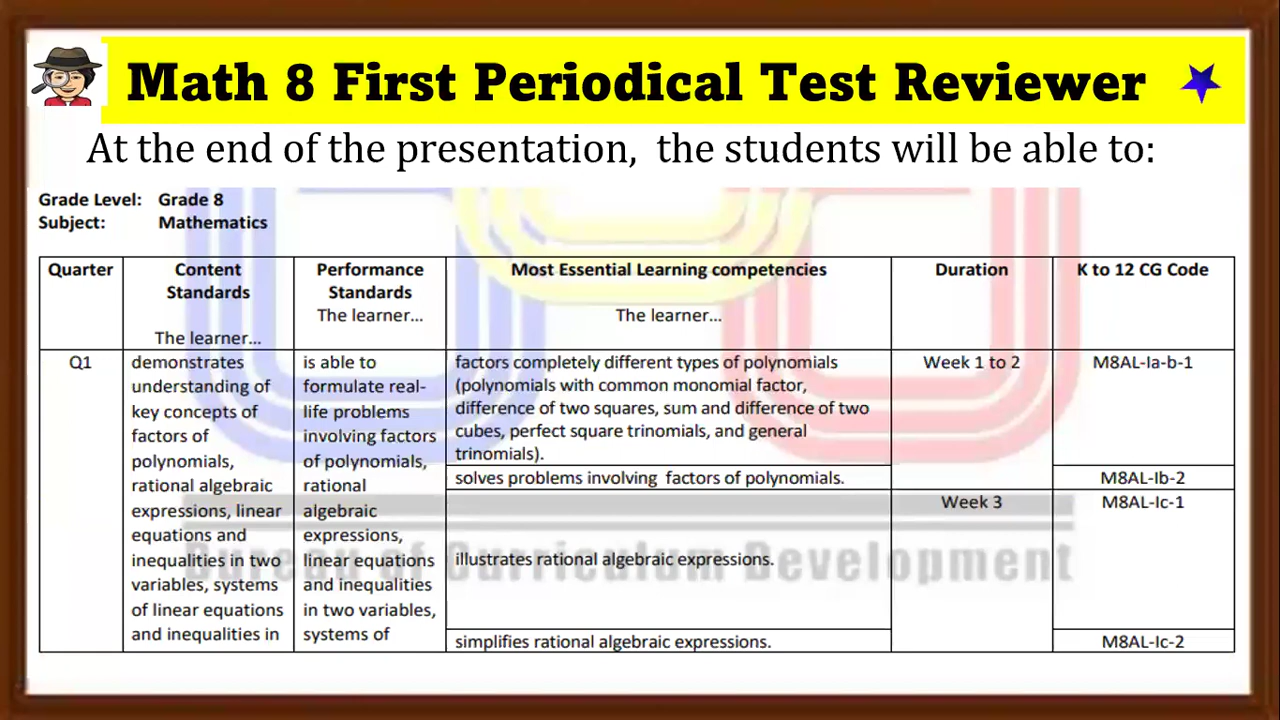 Math 8 First Periodical Test Reviewer
At the end of the presentation,  the students will be able to:
Grade Level: Grade 8
Subject: Mathematics
Quarter
Content
Standards
The learner…
Performance
Standards
The learner…
Most Essential Learning competencies
The learner…
Duration
K to 12 CG Code
Q1
demonstrates
understanding of
key concepts of
factors of
polynomials,
rational algebraic
expressions, linear
equations and
inequalities in two
variables, systems
of linear equations
and inequalities in
is able to
formulate real-
life problems
involving factors
of polynomials,
rational
algebraic
expressions,
linear equations
and inequalities
in two variables,
systems of
factors completely different types of polynomials
(polynomials with common monomial factor,
difference of two squares, sum and difference of two
cubes, perfect square trinomials, and general
trinomials).
Week 1 to 2
M8AL-Ia-b-1
solves problems involving  factors of polynomials.
M8AL-Ib-2
illustrates rational algebraic expressions.
Week 3
M8AL-Ic-1
simplifies rational algebraic expressions.
M8AL-Ic-2
Bureau of Curriculum Development